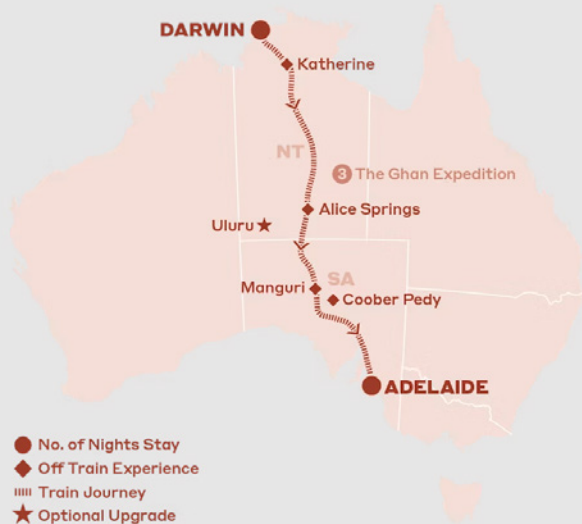 DARWIN
Katherine
NT
3 The Ghan Expedition
Alice Springs
Uluru
SA
Manguri
Coober Pedy
ADELAIDE
No. of Nights Stay
Off Train Experience
Train Journey
Optional Upgrade